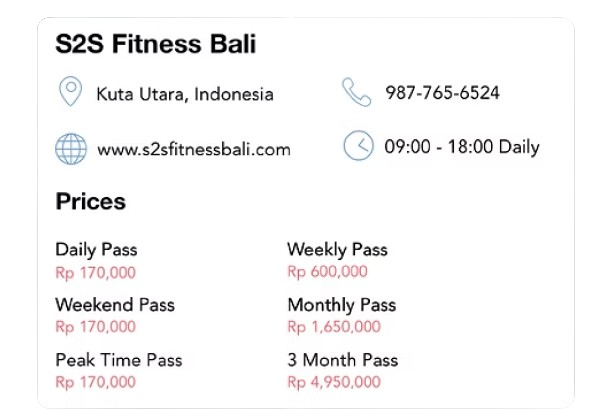 S2S Fitness Bali
Kuta Utara, Indonesia
987-765-6524
www.s2sfitnessbali.com
09:00 - 18:00 Daily
Prices
Daily Pass
Rp 170,000
Weekly Pass
Rp 600,000
Weekend Pass
Rp 170,000
Monthly Pass
Rp 1,650,000
Peak Time Pass
Rp 170,000
3 Month Pass
Rp 4,950,000